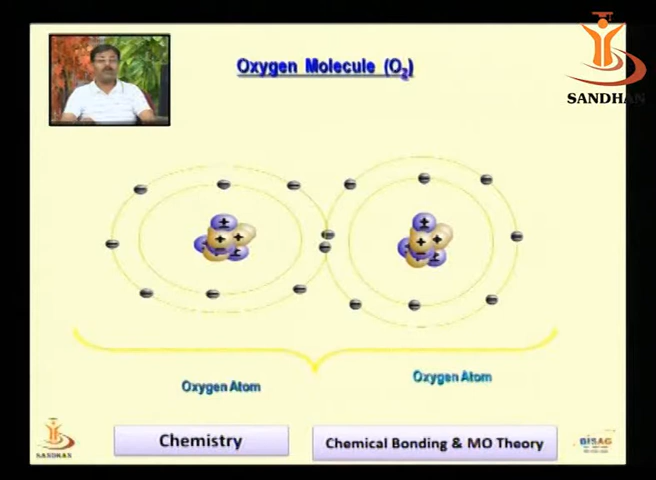 SANDHAN
Oxygen Molecule (O2)
Oxygen Atom
Oxygen Atom
SANDHAN
Chemistry
Chemical Bonding & MO Theory
BISAG